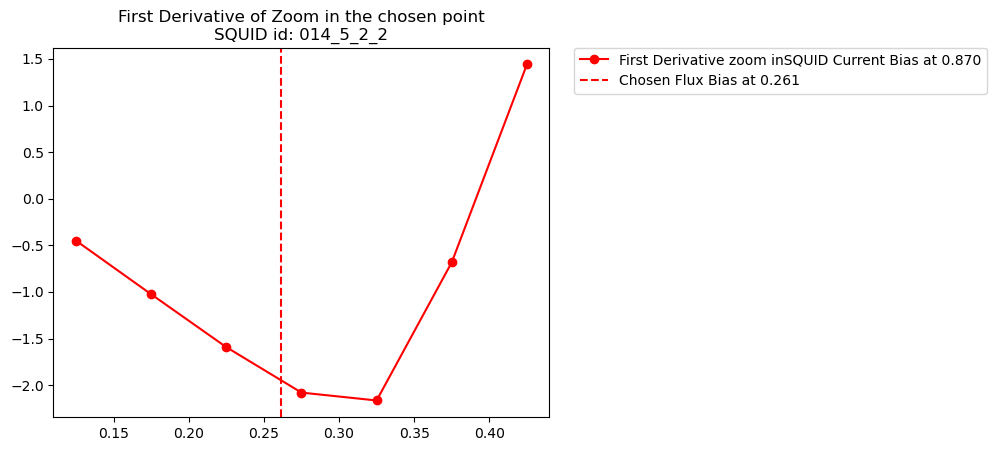 First Derivative of Zoom in the chosen point
SQUID id: 014_5_2_2
First Derivative zoom inSQUID Current Bias at 0.870
Chosen Flux Bias at 0.261
1.5
1.0
0.5
0.0
−0.5
−1.0
−1.5
−2.0
0.15 0.20 0.25 0.30 0.35 0.40